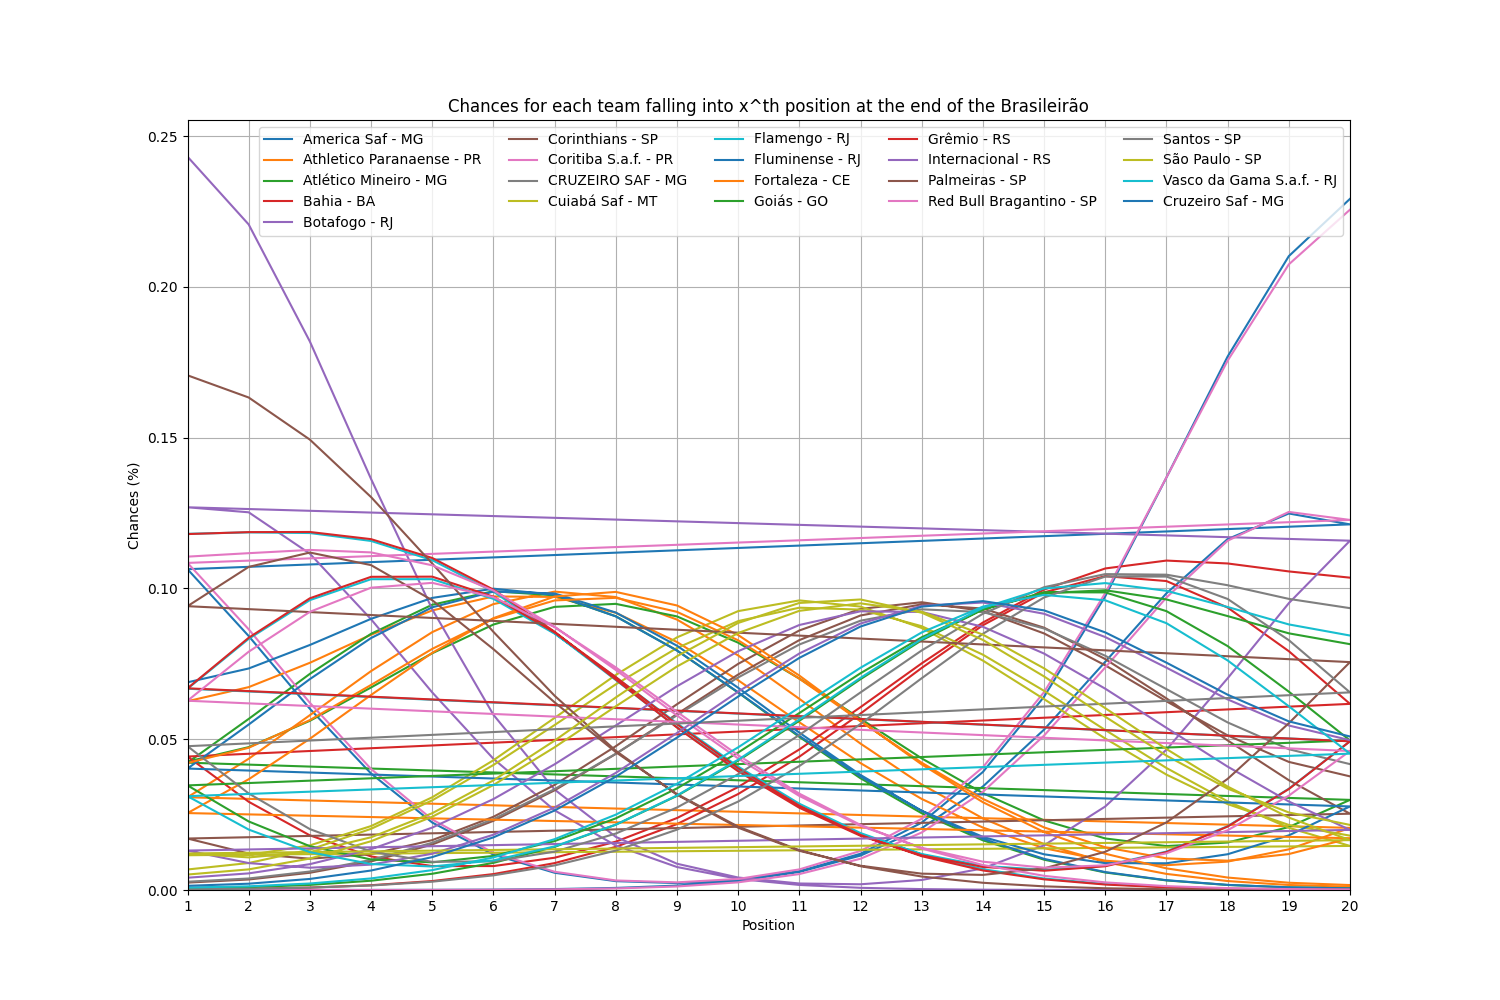 Chances for each team falling into x^th position at the end of the Brasileirão
America Saf - MG
Athletico Paranaense - PR
Atlético Mineiro - MG
Bahia - BA
Botafogo - RJ
Corinthians - SP
Coritiba S.a.f. - PR
CRUZEIRO SAF - MG
Cuiabá Saf - MT
Flamengo - RJ
Fluminense - RJ
Fortaleza - CE
Goiás - GO
Grêmio - RS
Internacional - RS
Palmeiras - SP
Red Bull Bragantino - SP
Santos - SP
São Paulo - SP
Vasco da Gama S.a.f. - RJ
Cruzeiro Saf - MG
Chances (%)
0.25
0.20
0.15
0.10
0.05
0.00
1 2 3 4 5 6 7 8 9 10 11 12 13 14 15 16 17 18 19 20
Position